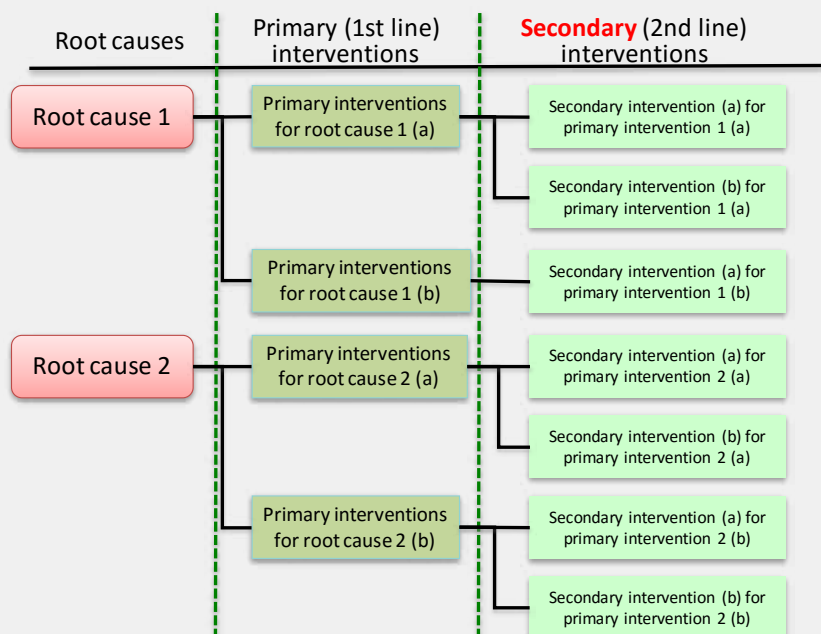 Root causes
Primary (1st line)
interventions
Secondary (2nd line)
interventions
Root cause 1
Primary interventions
for root cause 1 (a)
Secondary intervention (a) for
primary intervention 1 (a)
Secondary intervention (b) for
primary intervention 1 (a)
Primary interventions
for root cause 1 (b)
Secondary intervention (a) for
primary intervention 1 (b)
Root cause 2
Primary interventions
for root cause 2 (a)
Secondary intervention (a) for
primary intervention 2 (a)
Secondary intervention (b) for
primary intervention 2 (a)
Primary interventions
for root cause 2 (b)
Secondary intervention (a) for
primary intervention 2 (b)
Secondary intervention (b) for
primary intervention 2 (b)